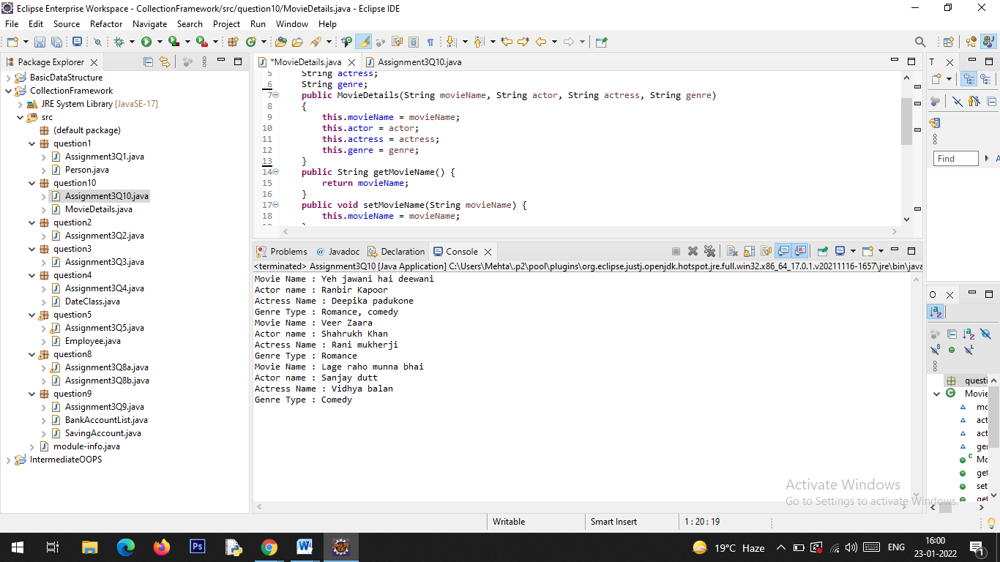 Eclipse Enterprise Workspace - CollectionFramework/src/question10/MovieDetails.java - Eclipse IDE
File Edit Source Refactor Navigate Search Project Run Window Help
Package Explorer
BasicDataStructure
CollectionFramework
JRE System Library [JavaSE-17]
src
(default package)
question1
Assignment3Q1.java
Person.java
question10
Assignment3Q10.java
MovieDetails.java
question2
Assignment3Q2.java
question3
Assignment3Q3.java
question4
Assignment3Q4.java
DateClass.java
question5
Assignment3Q5.java
Employee.java
question8
Assignment3Q8a.java
Assignment3Q8b.java
question9
Assignment3Q9.java
BankAccountList.java
SavingAccount.java
module-info.java
IntermediateOOPS
*MovieDetails.java Assignment3Q10.java
5 String actress;
6 String genre;
7 public MovieDetails(String movieName, String actor, String actress, String genre)
8 {
9 this.movieName = movieName;
10 this.actor = actor;
11 this.actress = actress;
12 this.genre = genre;
13 }
14 public String getMovieName() {
15 return movieName;
16 }
17 public void setMovieName(String movieName) {
18 this.movieName = movieName;
Problems @ Javadoc Declaration Console
<terminated> Assignment3Q10 [Java Application] C:\Users\Mehta\.p2\pool\plugins\org.eclipse.justj.openjdk.hotspot.jre.full.win32.x86_64_17.0.1.v20211116-1657\jre\bin\java
Movie Name : Yeh jawani hai deewani
Actor name : Ranbir Kapoor
Actress Name : Deepika padukone
Genre Type : Romance, comedy
Movie Name : Veer Zaara
Actor name : Shahrukh Khan
Actress Name : Rani mukherji
Genre Type : Romance
Movie Name : Lage raho munna bhai
Actor name : Sanjay dutt
Actress Name : Vidhya balan
Genre Type : Comedy
T
Find
O
questi
Movie
mo
act
act
ger
Mo
get
set
get
Activate Windows
Go to Settings to activate Windows.
Writable Smart Insert 1 : 20 : 19
19°C Haze ENG 16:00
23-01-2022
1